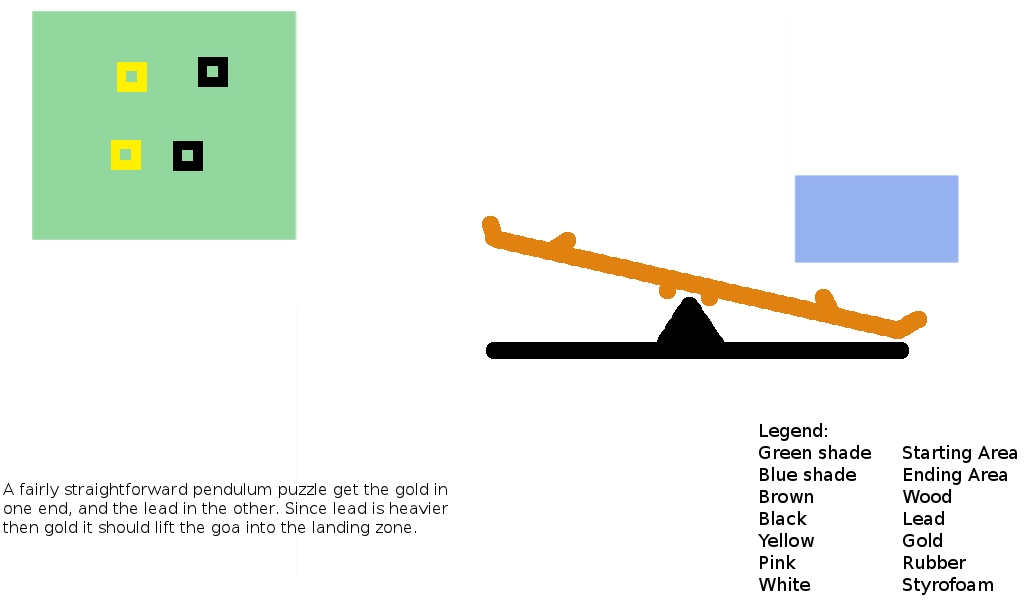 Legend:
Green shade Starting Area
Blue shade Ending Area
Brown Wood
Black Lead
Yellow Gold
Pink Rubber
White Styrofoam
A fairly straightforward pendulum puzzle get the gold in
one end, and the lead in the other. Since lead is heavier
then gold it should lift the goa into the landing zone.